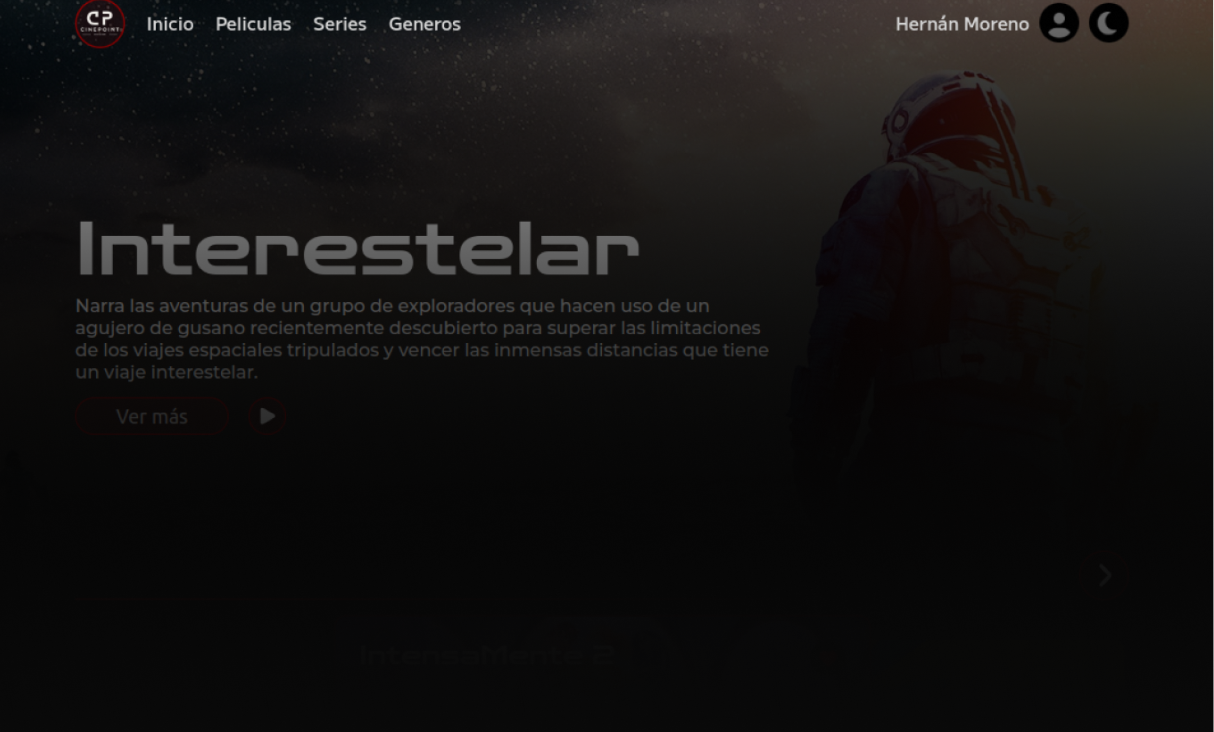 CP
CINEPOINT
Inicio Peliculas Series Generos
Hernán Moreno
Interestelar
Narra las aventuras de un grupo de exploradores que hacen uso de un
agujero de gusano recientemente descubierto para superar las limitaciones
de los viajes espaciales tripulados y vencer las inmensas distancias que tiene
un viaje interestelar.
Ver más
IntensaMente 2